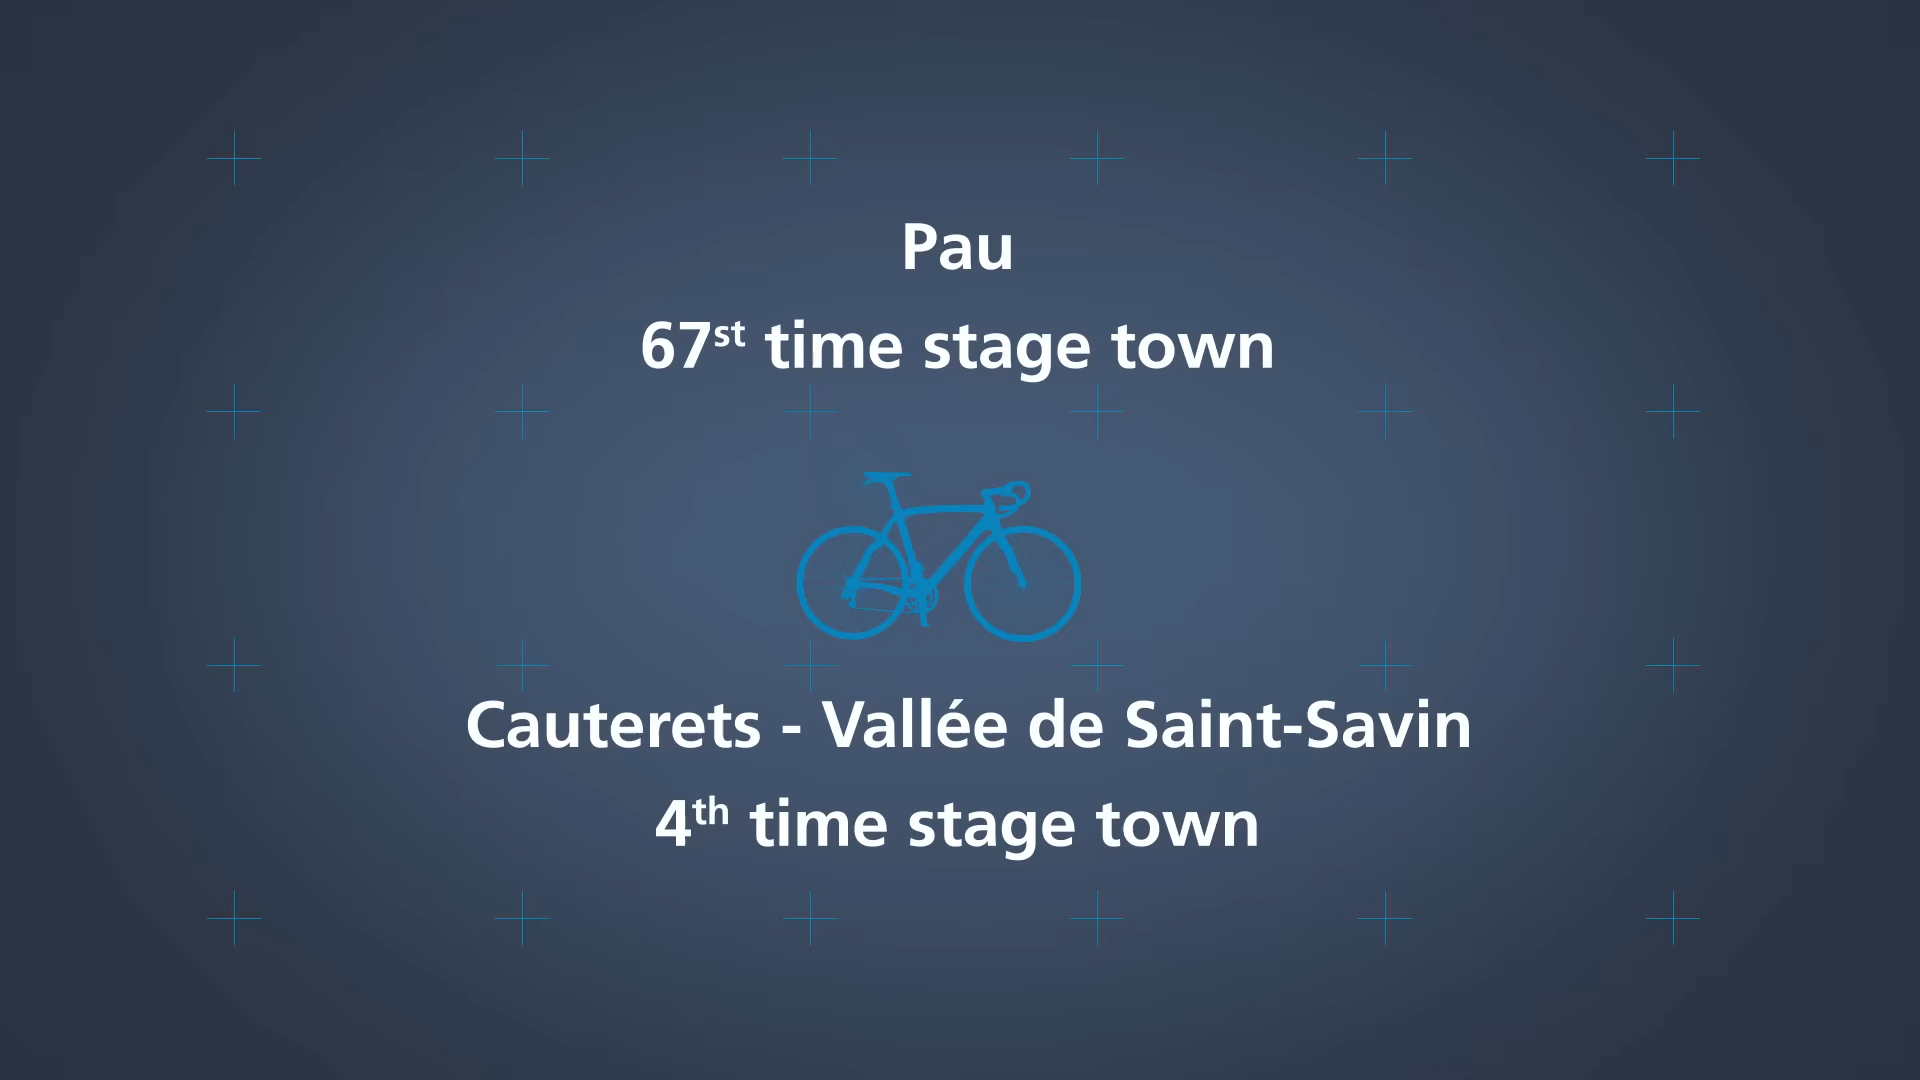 Pau
67st time stage town
Cauterets - Vallée de Saint-Savin
4th time stage town